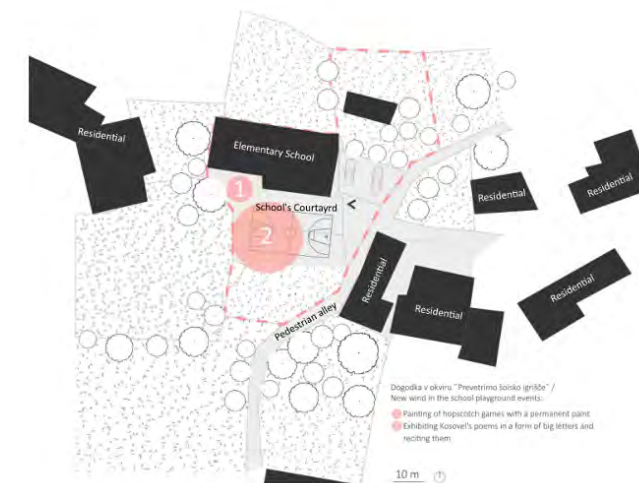 Residential
Elementary School
1
School's Courtayrd
2
Residential
Residential
Residential
Residential
Residential
Pedestrian alley
Dogodka v okviru "Prevetrimo šolsko igrišče" /
New wind in the school playground events:
1 Painting of hopscotch games with a permanent paint
2 Exhibiting Kosovel's poems in a form of big letters and
reciting them
10 m